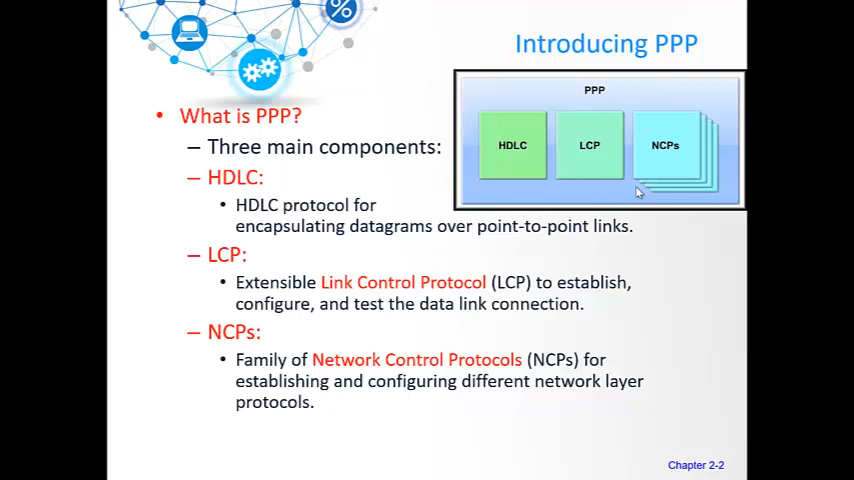 Introducing PPP
PPP
HDLC
LCP
NCPs
• What is PPP?
– Three main components:
– HDLC:
• HDLC protocol for
encapsulating datagrams over point-to-point links.
– LCP:
• Extensible Link Control Protocol (LCP) to establish,
configure, and test the data link connection.
– NCPs:
• Family of Network Control Protocols (NCPs) for
establishing and configuring different network layer
protocols.
Chapter 2-2